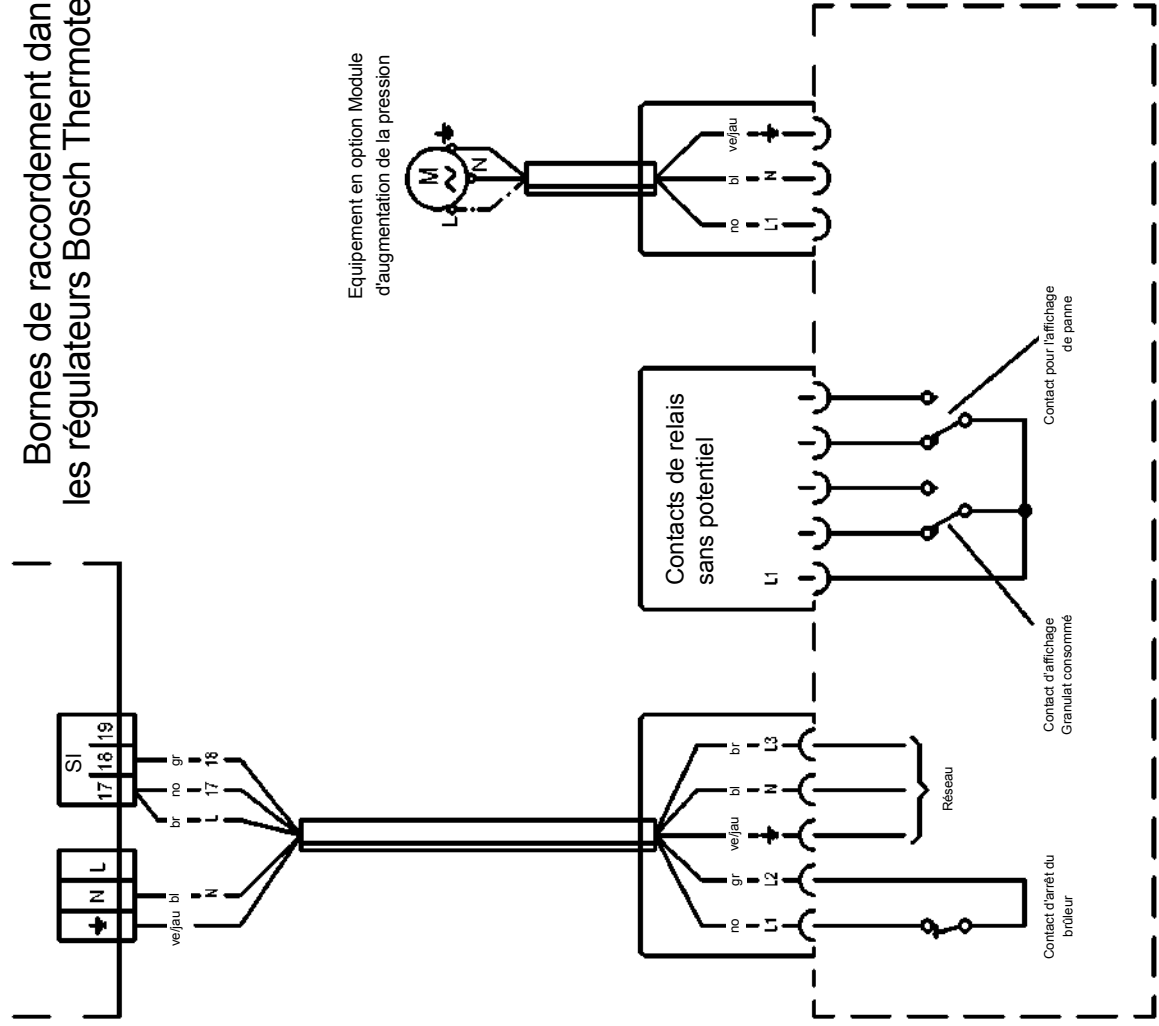 Bornes de raccordement dan
les régulateurs Bosch Thermote
Equipement en option Module
d'augmentation de la pression
L
M
N
SI
17 18 19
N L
ve/jau bl br no gr
N L 17 18
no bl ve/jau
L1 N
Contacts de relais
sans potentiel
L1
no gr ve/jau bl br
L1 L2 N L3
Réseau
Contact d'arrêt du
brûleur
Contact d'affichage
Granulat consommé
Contact pour l'affichage
de panne